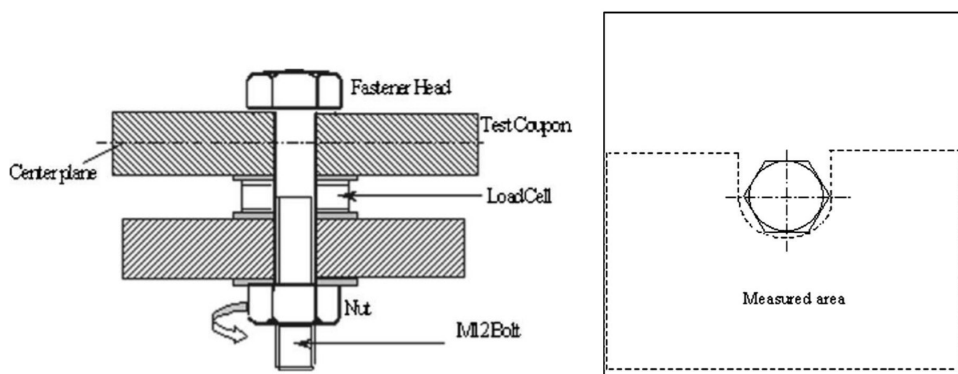 Fastener Head
Test Coupon
Center plane
Load Cell
Nut
M12 Bolt
Measured area